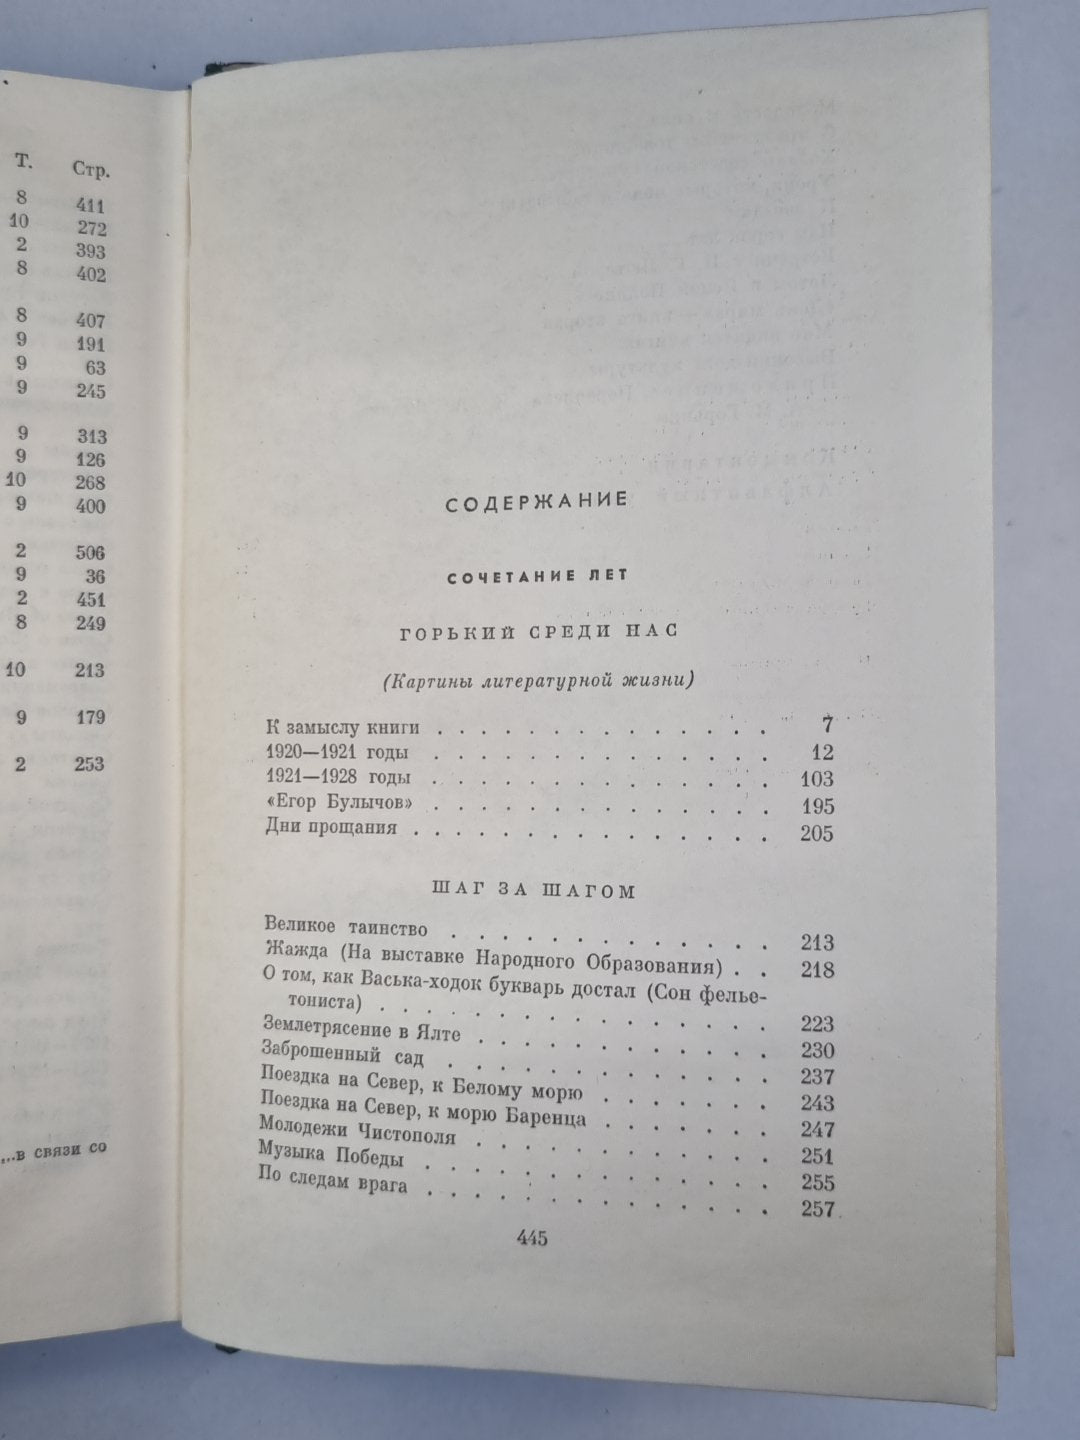 Т. Стр.
8 411
10 272
2 393
8 402
8 407
9 191
9 63
9 245
9 313
9 126
10 268
9 400
2 506
9 36
2 451
8 249
10 213
9 179
2 253
...в связи со
СОДЕРЖАНИЕ
СОЧЕТАНИЕ ЛЕТ
ГОРЬКИЙ СРЕДИ НАС
(Картины литературной жизни)
К замыслу книги . . . . . . . . . . . . . . 7
1920—1921 годы . . . . . . . . . . . . . . 12
1921—1928 годы . . . . . . . . . . . . . . 103
«Егор Булычов» . . . . . . . . . . . . . . 195
Дни прощания . . . . . . . . . . . . . . . 205
ШАГ ЗА ШАГОМ
Великое таинство . . . . . . . . . . . . . 213
Жажда (На выставке Народного Образования) . . 218
О том, как Васька-ходок букварь достал (Сон фелье-
тониста) . . . . . . . . . . . . . . . . 223
Землетрясение в Ялте . . . . . . . . . . . . 230
Заброшенный сад . . . . . . . . . . . . . 237
Поездка на Север, к Белому морю . . . . . . . 243
Поездка на Север, к морю Баренца . . . . . . . 247
Молодежи Чистополя . . . . . . . . . . . . 251
Музыка Победы . . . . . . . . . . . . . . 255
По следам врага . . . . . . . . . . . . . . 257
445